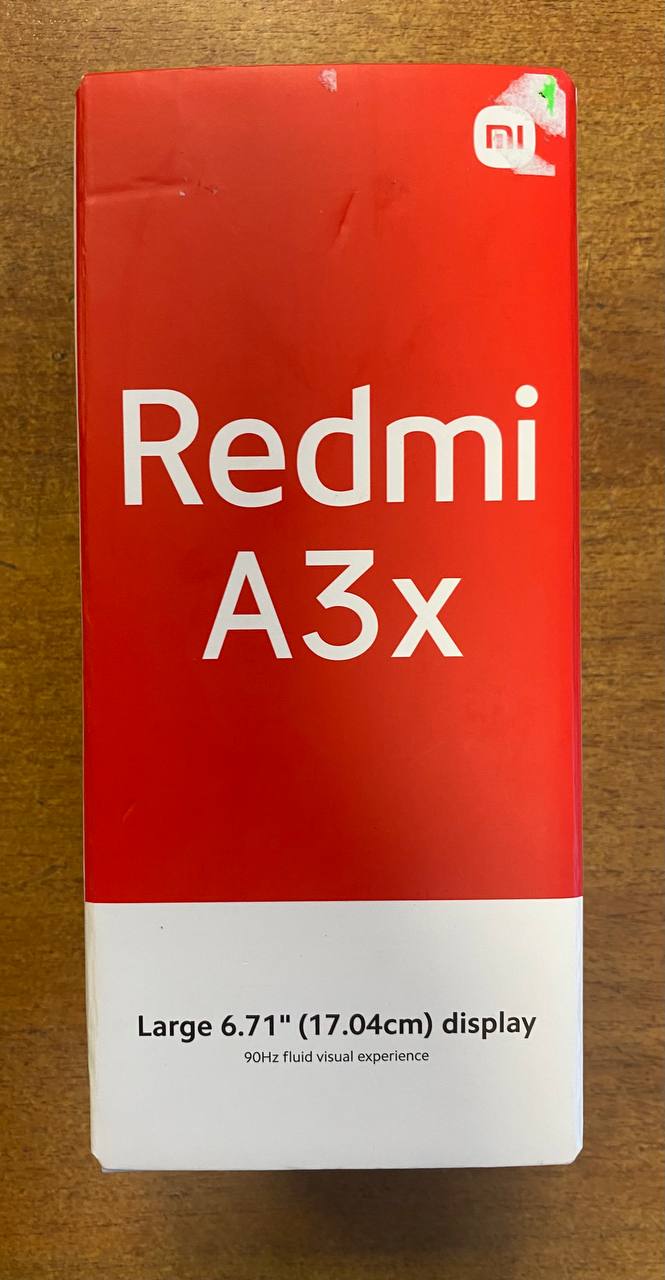 mi
Redmi
A3x
Large 6.71" (17.04cm) display
90Hz fluid visual experience